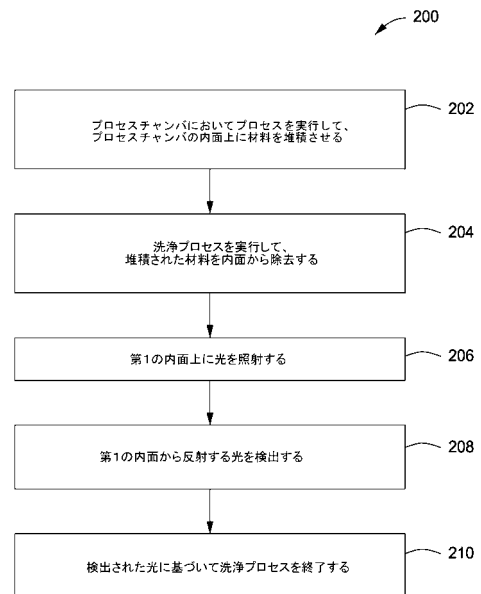 200
プロセスチャンバにおいてプロセスを実行して、
プロセスチャンバの内面上に材料を堆積させる
202
洗浄プロセスを実行して、
堆積された材料を内面から除去する
204
第1の内面上に光を照射する
206
第1の内面から反射する光を検出する
208
検出された光に基づいて洗浄プロセスを終了する
210